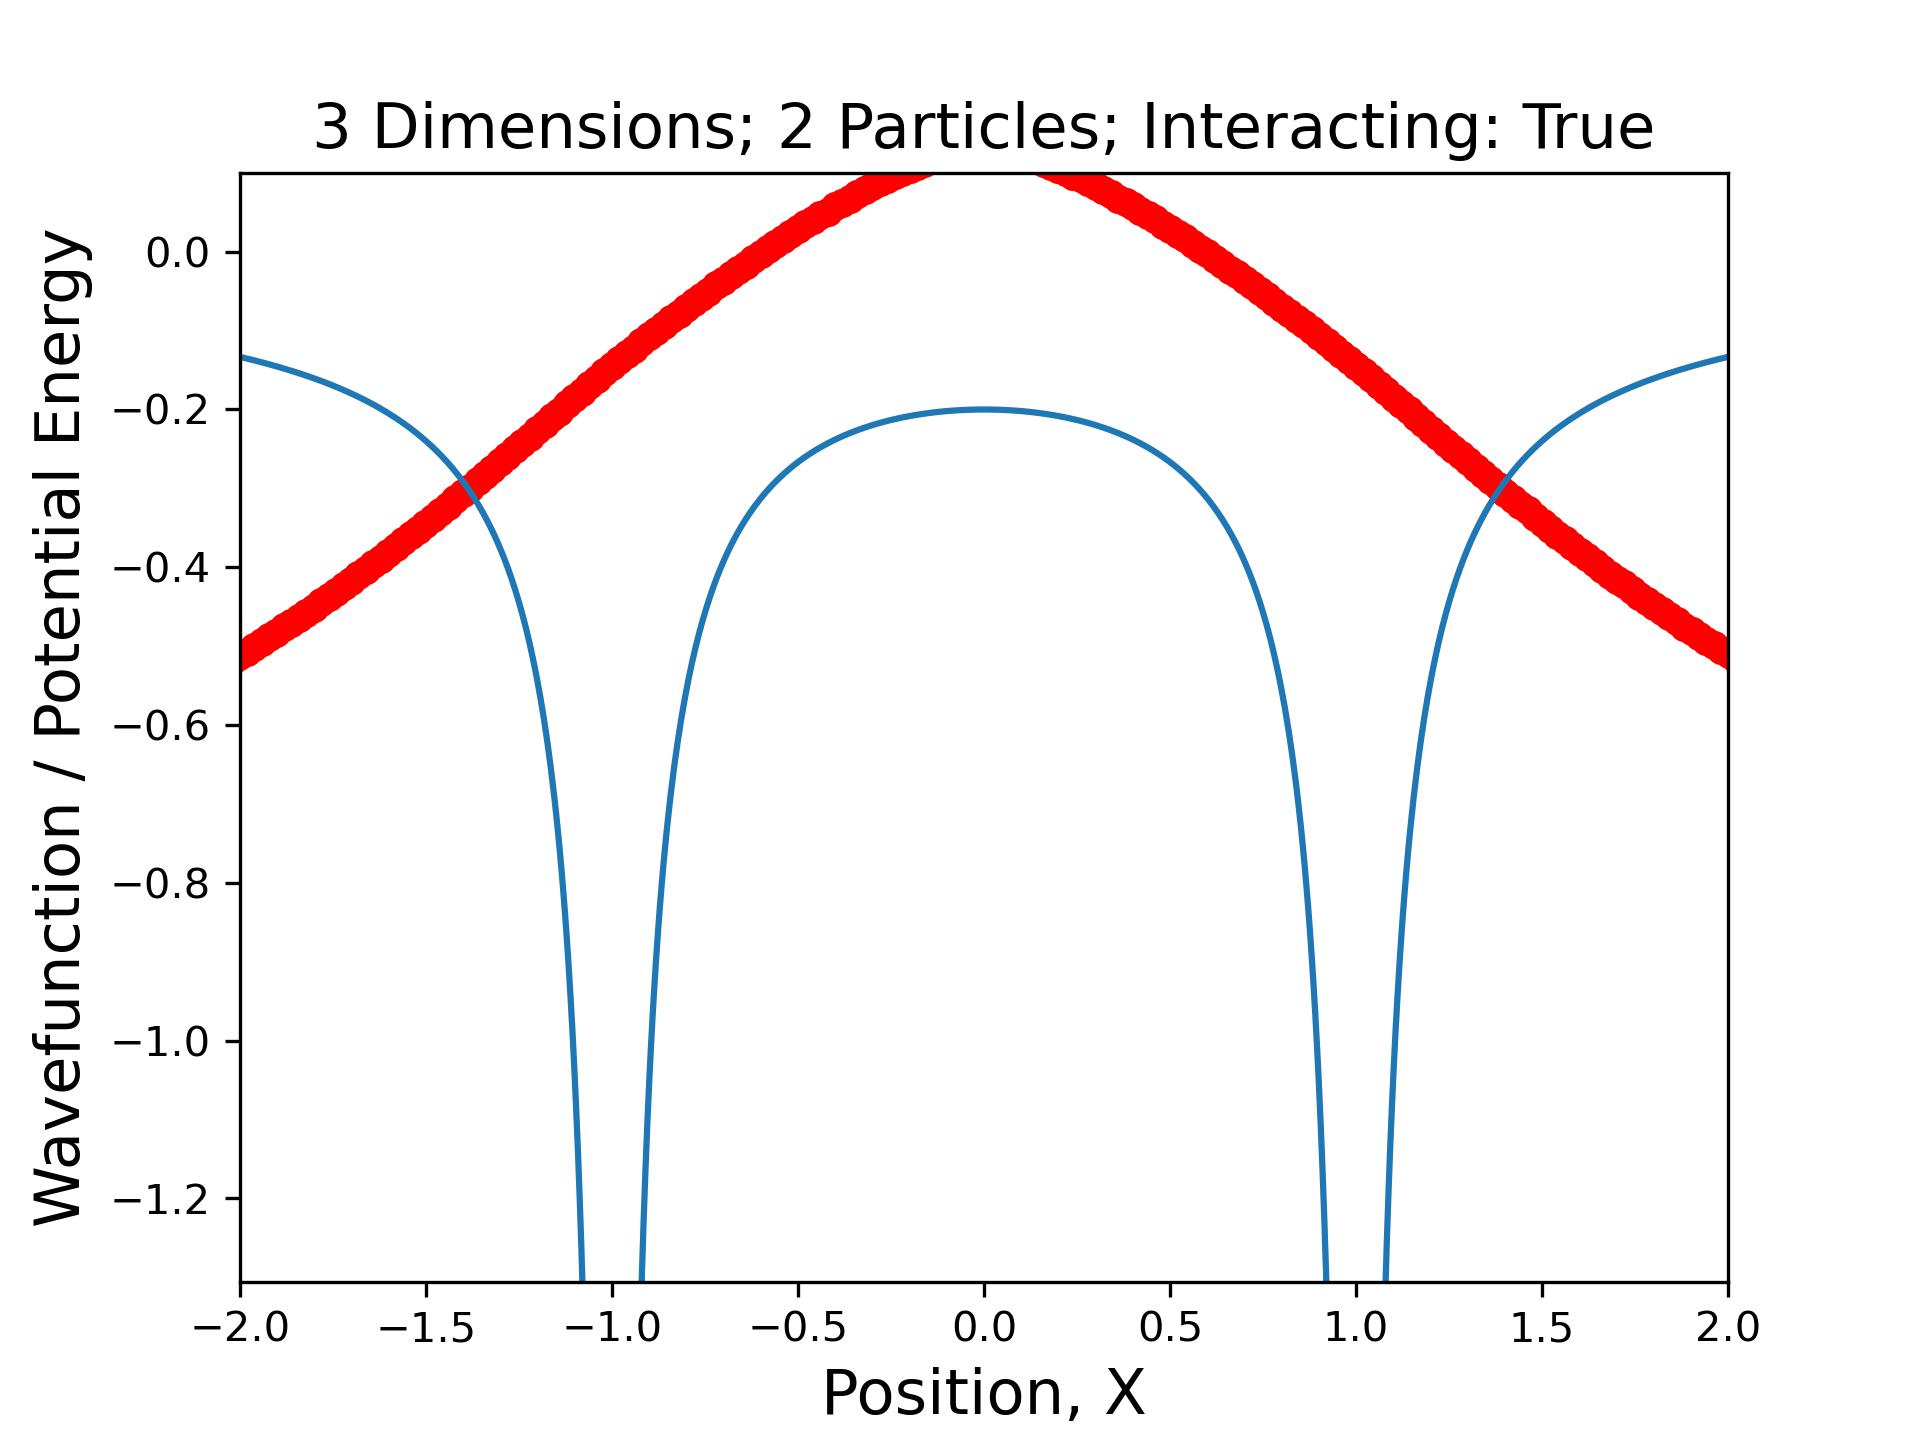 3 Dimensions; 2 Particles; Interacting: True
Wavefunction / Potential Energy
0.0
−0.2
−0.4
−0.6
−0.8
−1.0
−1.2
−2.0 −1.5 −1.0 −0.5 0.0 0.5 1.0 1.5 2.0
Position, X